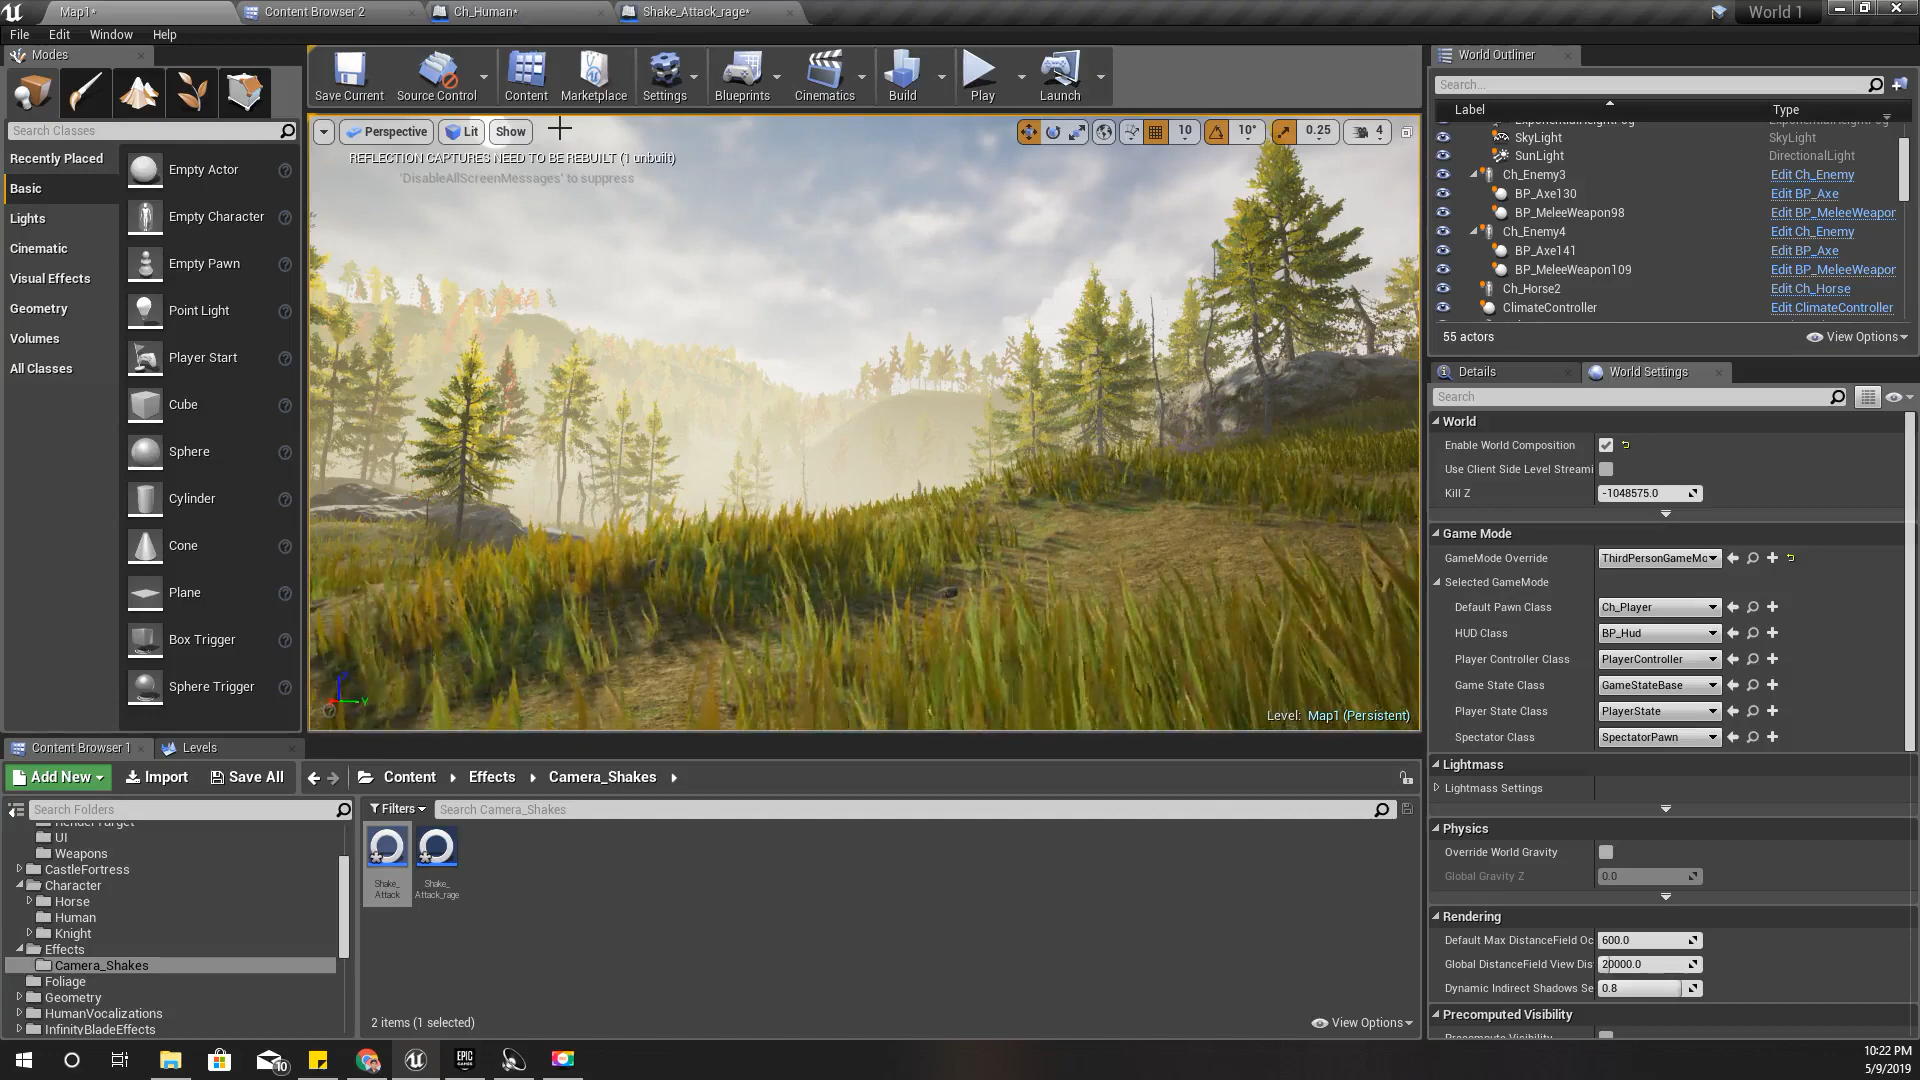 Map1*
Content Browser 2
Ch_Human*
Shake_Attack_rage*
World 1
File
Edit
Window
Help
Modes
Search Classes
Recently Placed
Basic
Lights
Cinematic
Visual Effects
Geometry
Volumes
All Classes
Empty Actor
Empty Character
Empty Pawn
Point Light
Player Start
Cube
Sphere
Cylinder
Cone
Plane
Box Trigger
Sphere Trigger
Save Current
Source Control
Content
Marketplace
Settings
Blueprints
Cinematics
Build
Play
Launch
Perspective
Lit
Show
10
10°
0.25
4
REFLECTION CAPTURES NEED TO BE REBUILT (1 unbuilt)
'DisableAllScreenMessages' to suppress
Level: Map1 (Persistent)
World Outliner
Search...
Label
Type
SkyLight
SkyLight
SunLight
DirectionalLight
Ch_Enemy3
Edit Ch_Enemy
BP_Axe130
Edit BP_Axe
BP_MeleeWeapon98
Edit BP_MeleeWeapor
Ch_Enemy4
Edit Ch_Enemy
BP_Axe141
Edit BP_Axe
BP_MeleeWeapon109
Edit BP_MeleeWeapor
Ch_Horse2
Edit Ch_Horse
ClimateController
Edit ClimateController
55 actors
View Options
Details
World Settings
Search
World
Enable World Composition
Use Client Side Level Streami
Kill Z
-1048575.0
Game Mode
GameMode Override
ThirdPersonGameMo
Selected GameMode
Default Pawn Class
Ch_Player
HUD Class
BP_Hud
Player Controller Class
PlayerController
Game State Class
GameStateBase
Player State Class
PlayerState
Spectator Class
SpectatorPawn
Lightmass
Lightmass Settings
Physics
Override World Gravity
Global Gravity Z
0.0
Rendering
Default Max DistanceField Oc
600.0
Global DistanceField View Dis
20000.0
Dynamic Indirect Shadows Se
0.8
Precomputed Visibility
Content Browser 1
Levels
Add New
Import
Save All
Content
Effects
Camera_Shakes
Search Folders
Filters
Search Camera_Shakes
UI
Weapons
CastleFortress
Character
Horse
Human
Knight
Effects
Camera_Shakes
Foliage
Geometry
HumanVocalizations
InfinityBladeEffects
Shake_
Attack
Shake_
Attack_rage
2 items (1 selected)
View Options
10
10:22 PM
5/9/2019